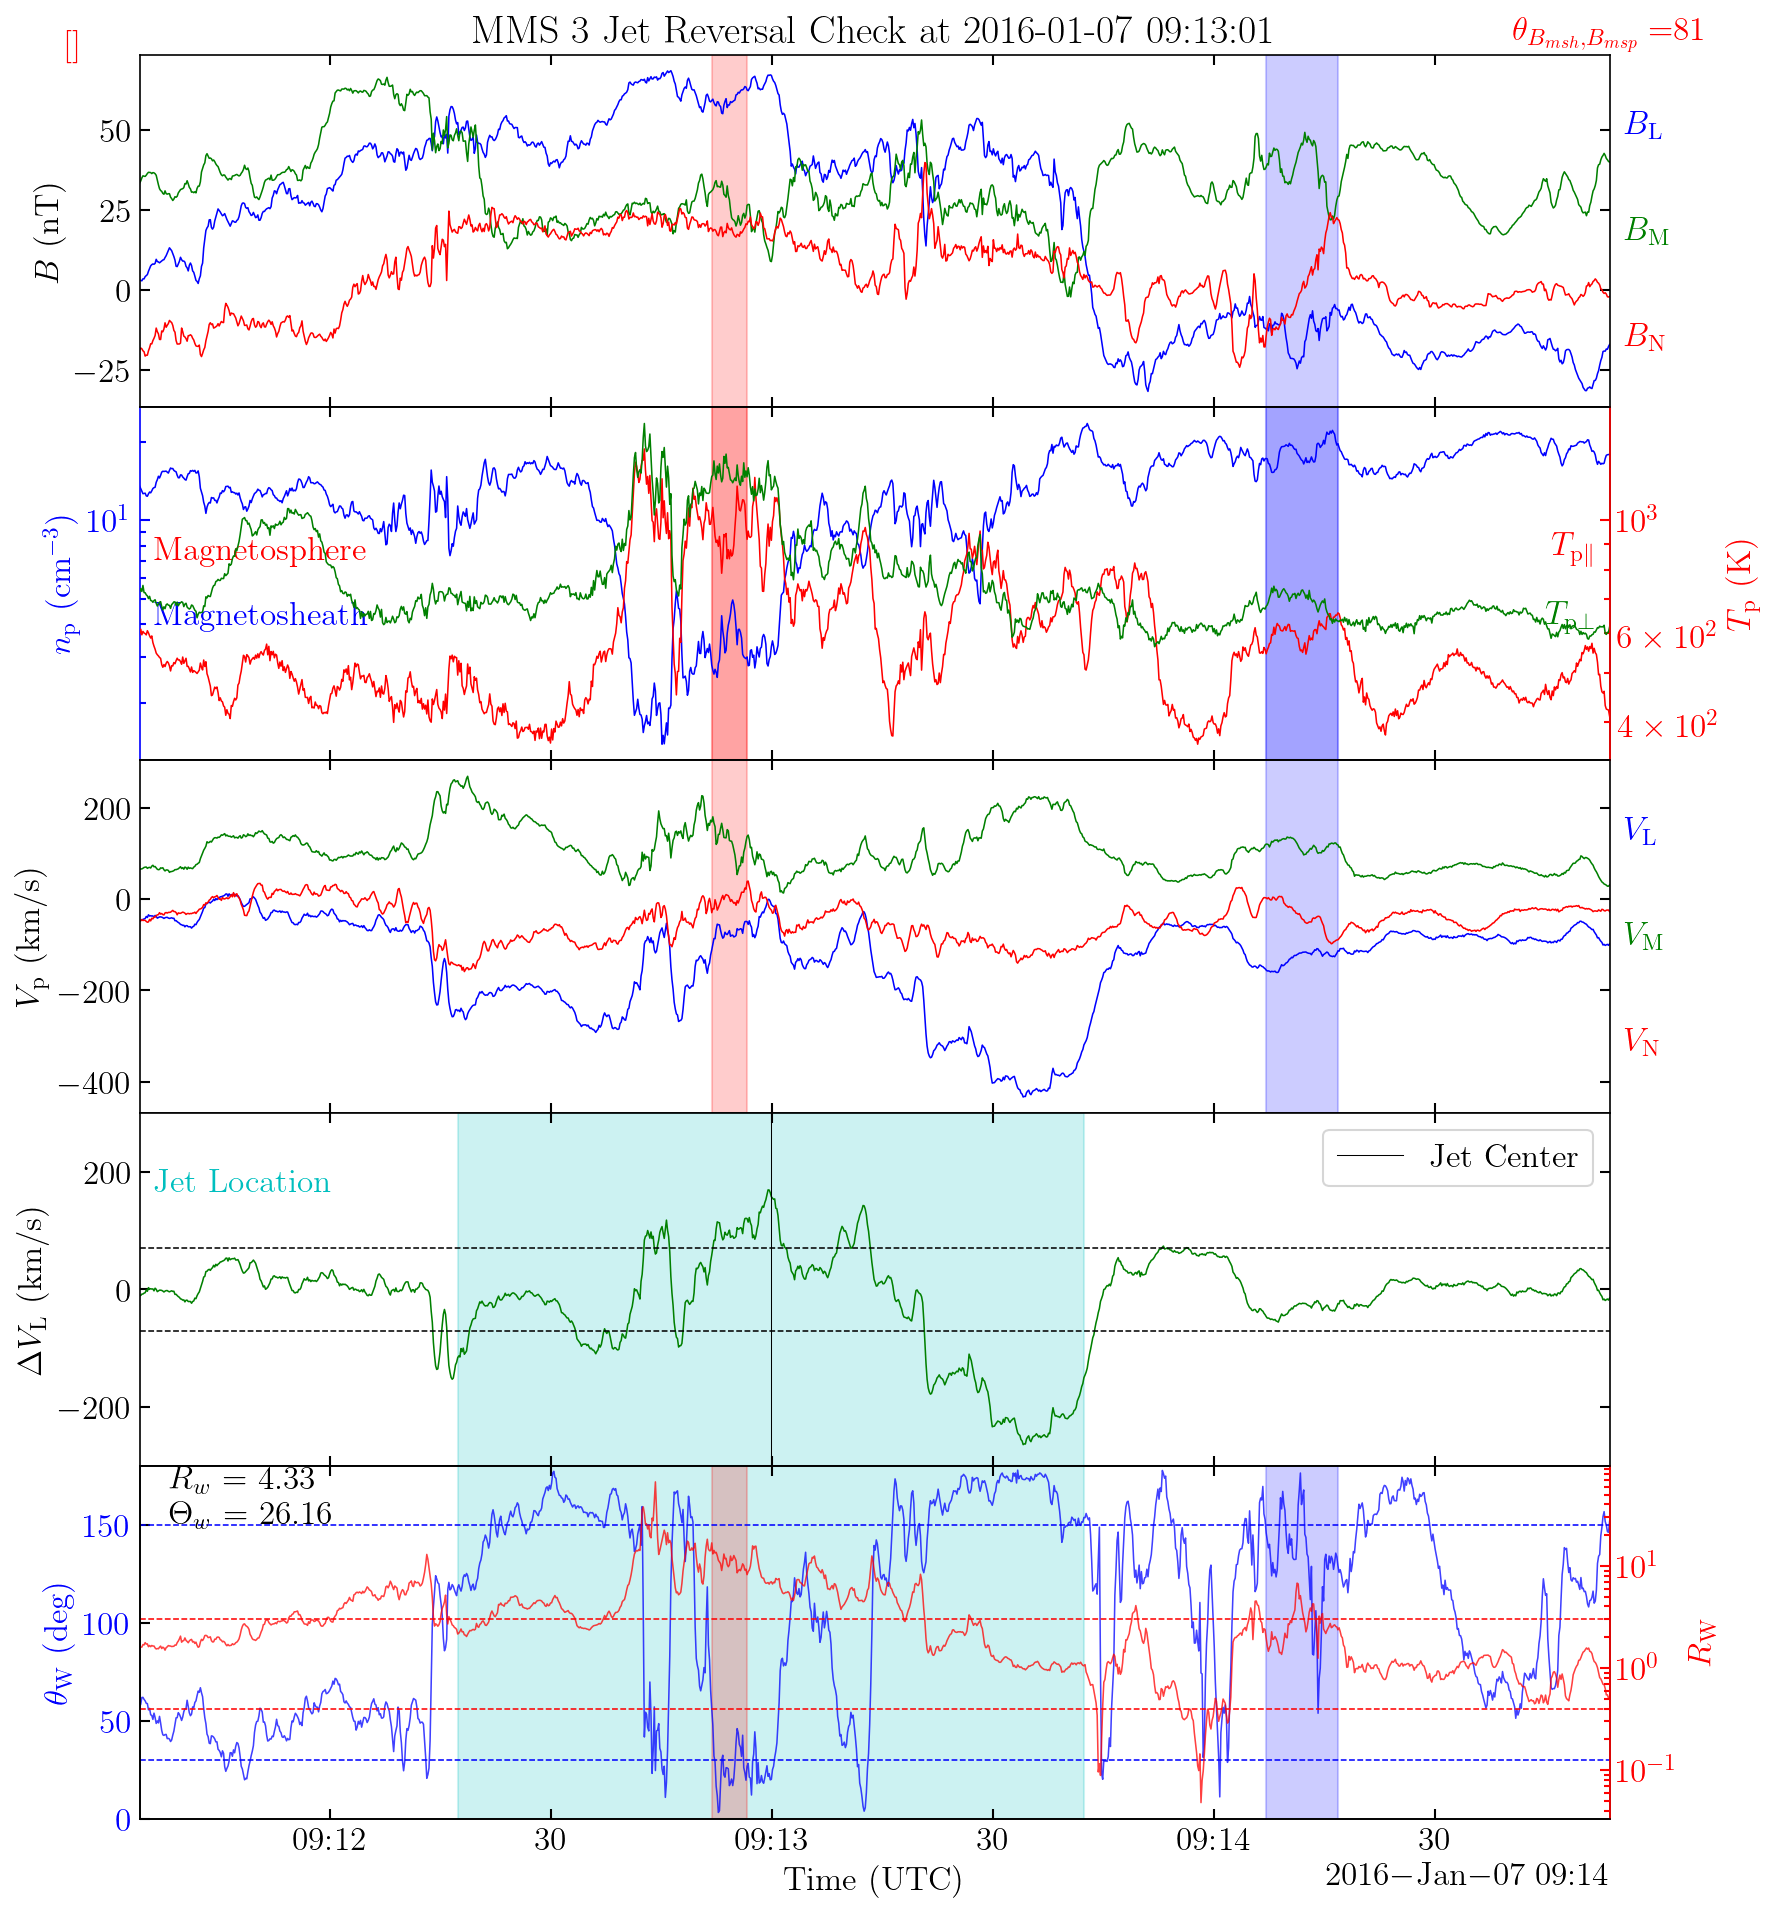 MMS 3 Jet Reversal Check at 2016-01-07 09:13:01
[]
θ_{B_{msh},B_{msp}} =81
B (nT)
50
25
0
−25
B_L
B_M
B_N
n_p (cm^{−3})
10^1
Magnetosphere
Magnetosheath
T_{p∥}
T_{p⊥}
10^3
6 × 10^2
4 × 10^2
T_p (K)
V_p (km/s)
200
0
−200
−400
V_L
V_M
V_N
ΔV_L (km/s)
200
0
−200
Jet Location
Jet Center
R_w = 4.33
Θ_w = 26.16
θ_W (deg)
150
100
50
0
10^1
10^0
10^{−1}
R_W
09:12
30
09:13
30
09:14
30
Time (UTC)
2016−Jan−07 09:14